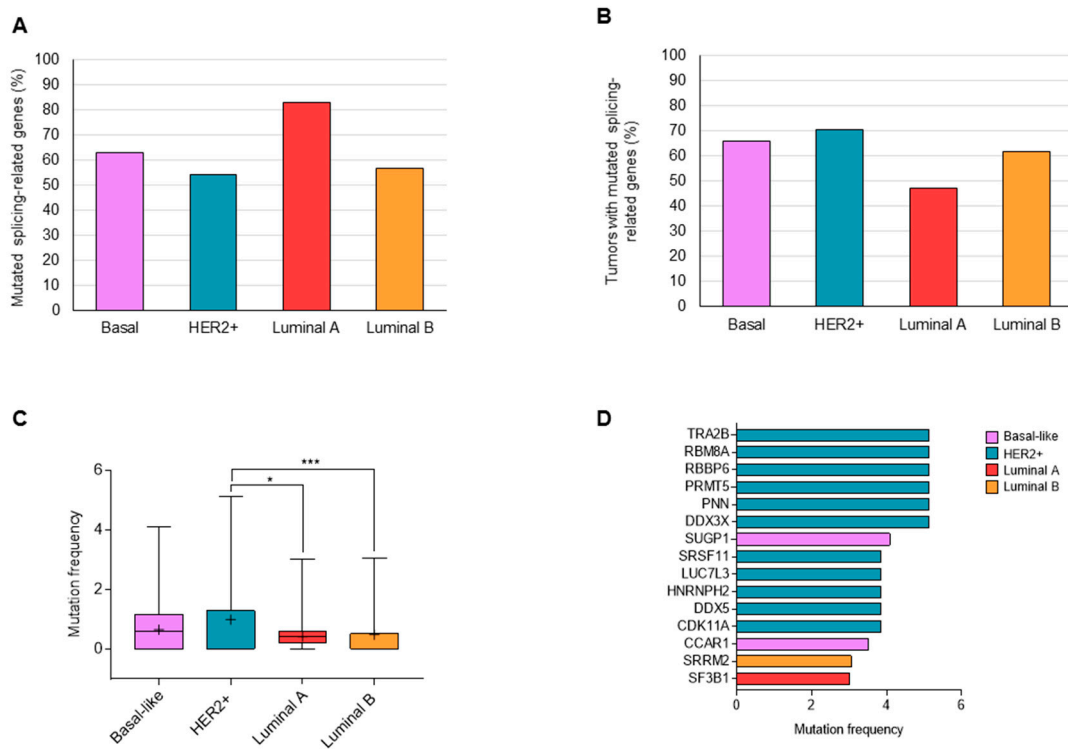 A
Mutated splicing-related genes (%)
100
90
80
70
60
50
40
30
20
10
0
Basal HER2+ Luminal A Luminal B
B
Tumors with mutated splicing-
related genes (%)
100
90
80
70
60
50
40
30
20
10
0
Basal HER2+ Luminal A Luminal B
C
Mutation frequency
6
4
2
0
***
*
Basal-like
HER2+
Luminal A
Luminal B
D
TRA2B
RBM8A
RBBP6
PRMT5
PNN
DDX3X
SUGP1
SRSF11
LUC7L3
HNRNPH2
DDX5
CDK11A
CCAR1
SRRM2
SF3B1
0 2 4 6
Mutation frequency
Basal-like
HER2+
Luminal A
Luminal B